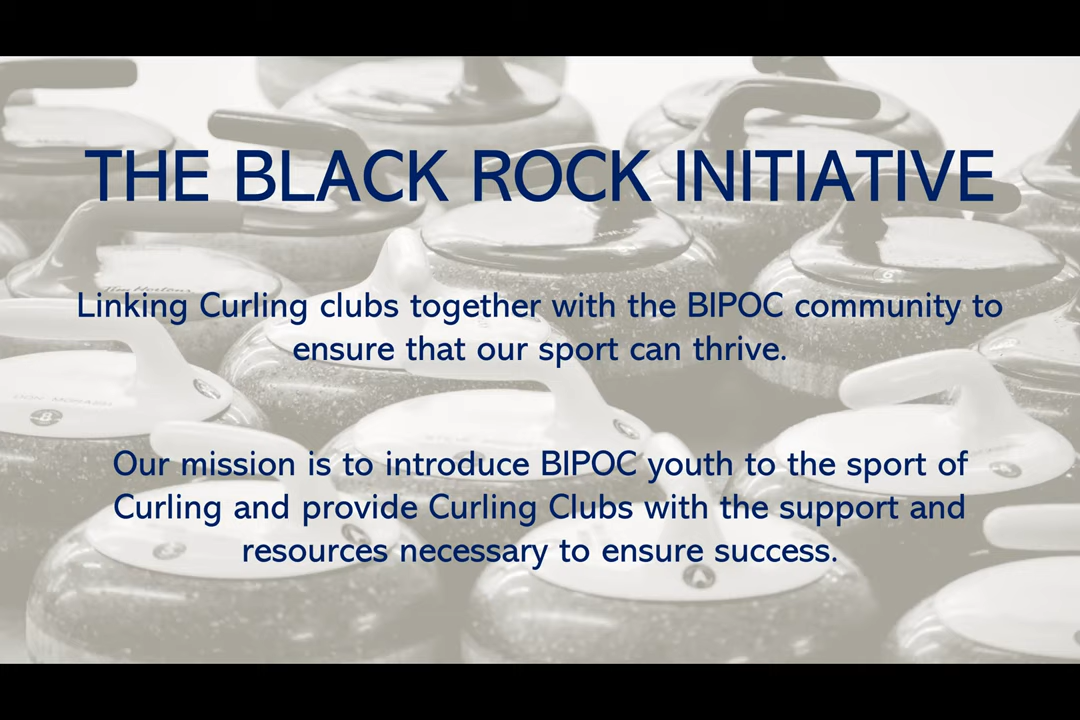 THE BLACK ROCK INITIATIVE
Linking Curling clubs together with the BIPOC community to
ensure that our sport can thrive.
Our mission is to introduce BIPOC youth to the sport of
Curling and provide Curling Clubs with the support and
resources necessary to ensure success.